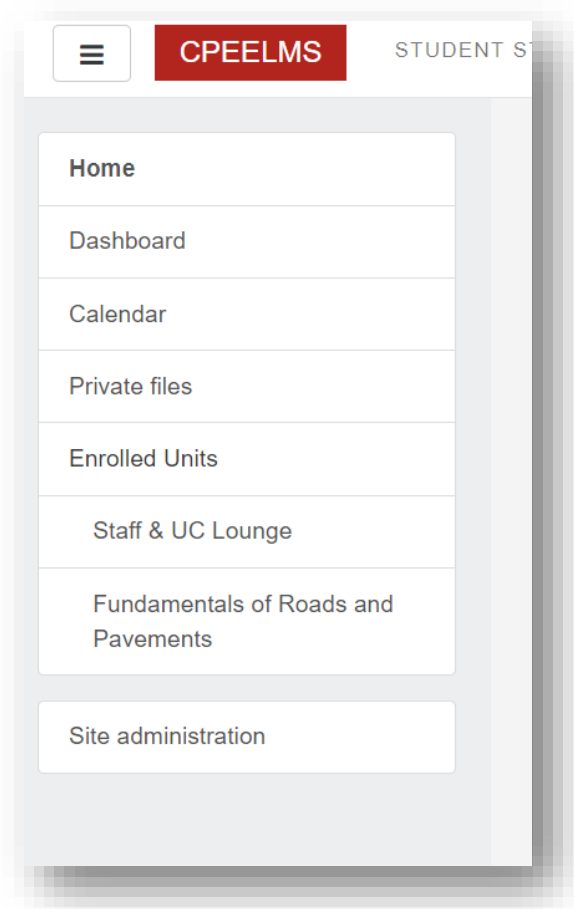 CPEELMS STUDENT
Home
Dashboard
Calendar
Private files
Enrolled Units
Staff & UC Lounge
Fundamentals of Roads and
Pavements
Site administration